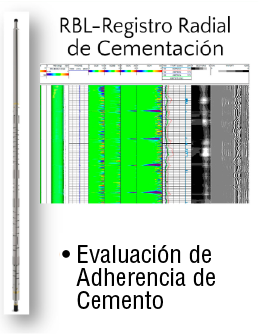 RBL-Registro Radial
de Cementación
• Evaluación de
Adherencia de
Cemento